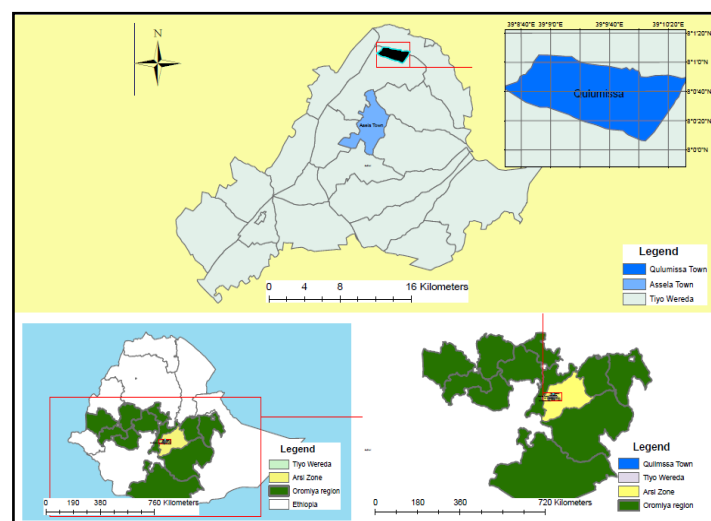 N
39°8'40"E 39°9'0"E 39°9'40"E 39°10'20"E
8°1'20"N
8°1'0"N
8°0'40"N
8°0'20"N
8°0'0"N
Qulumissa
Assela Town
Legend
Qulumissa Town
Assela Town
Tiyo Wereda
0 4 8 16 Kilometers
Legend
Tiyo Wereda
Arsi Zone
Oromiya region
Ethiopia
0 190 380 760 Kilometers
Legend
Quilmssa Town
Tiyo Wereda
Arsi Zone
Oromiya region
0 180 360 720 Kilometers